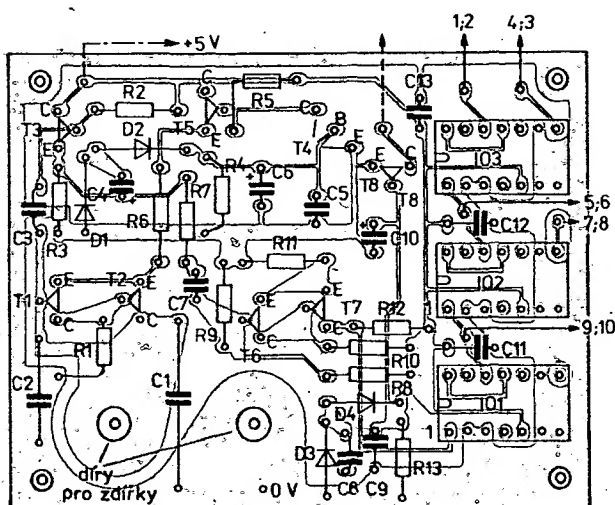 +5 V
1;2
4;3
C13
R2
C
R5
C
C
T3
D2
T5
E
T4
B
E
E
E
C
IO3
C4
R7
R4
C6
T8
T8
5;6
C3
R3
D1
R6
C5
C10
C12
7;8
R11
E
T2
E
E
E
IO2
T1
C7
C
C
R9
T7
R12
9;10
R1
T6
R10
C11
C2
C1
R8
D4
IO1
1
díry
pro zdířky
D3
0 V
C8
C9
R13